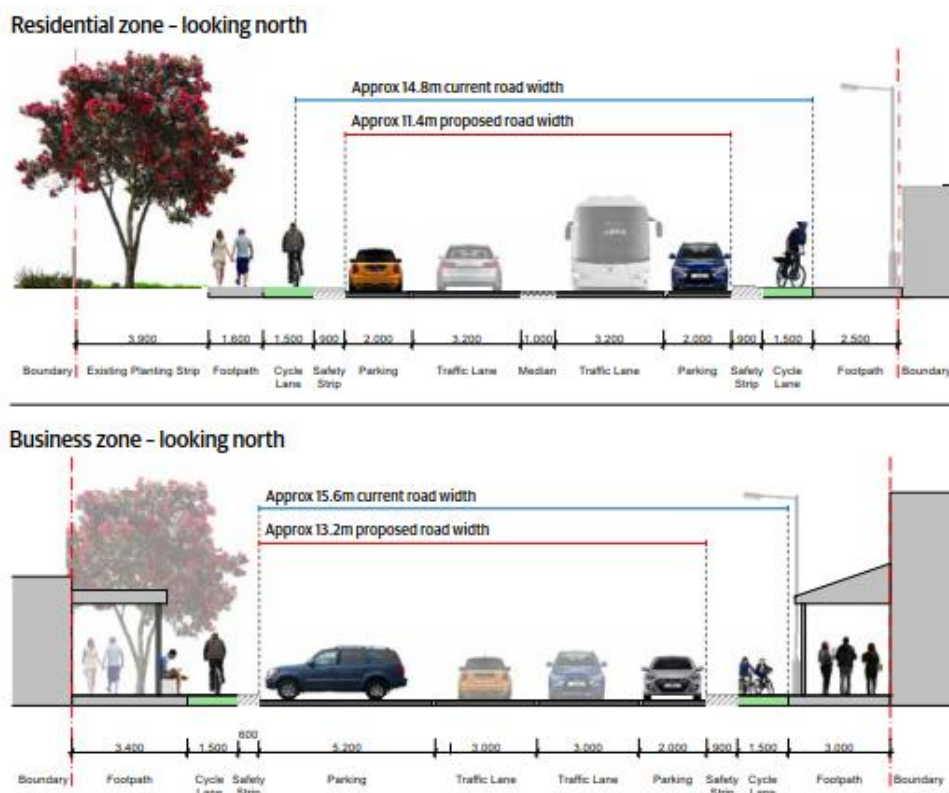 Residential zone – looking north
Approx 14.8m current road width
Approx 11.4m proposed road width
3.900 1.600 1.500 .900 2.000 3.200 1.000 3.200 2.000 .900 1.500 2.500
Boundary Existing Planting Strip Footpath Cycle Lane Safety Strip Parking Traffic Lane Median Traffic Lane Parking Safety Strip Cycle Lane Footpath Boundary
Business zone – looking north
Approx 15.6m current road width
Approx 13.2m proposed road width
600
3.400 1.500 5.200 3.000 3.000 2.000 .900 1.500 3.000
Boundary Footpath Cycle Lane Safety Strip Parking Traffic Lane Traffic Lane Parking Safety Strip Cycle Lane Footpath Boundary